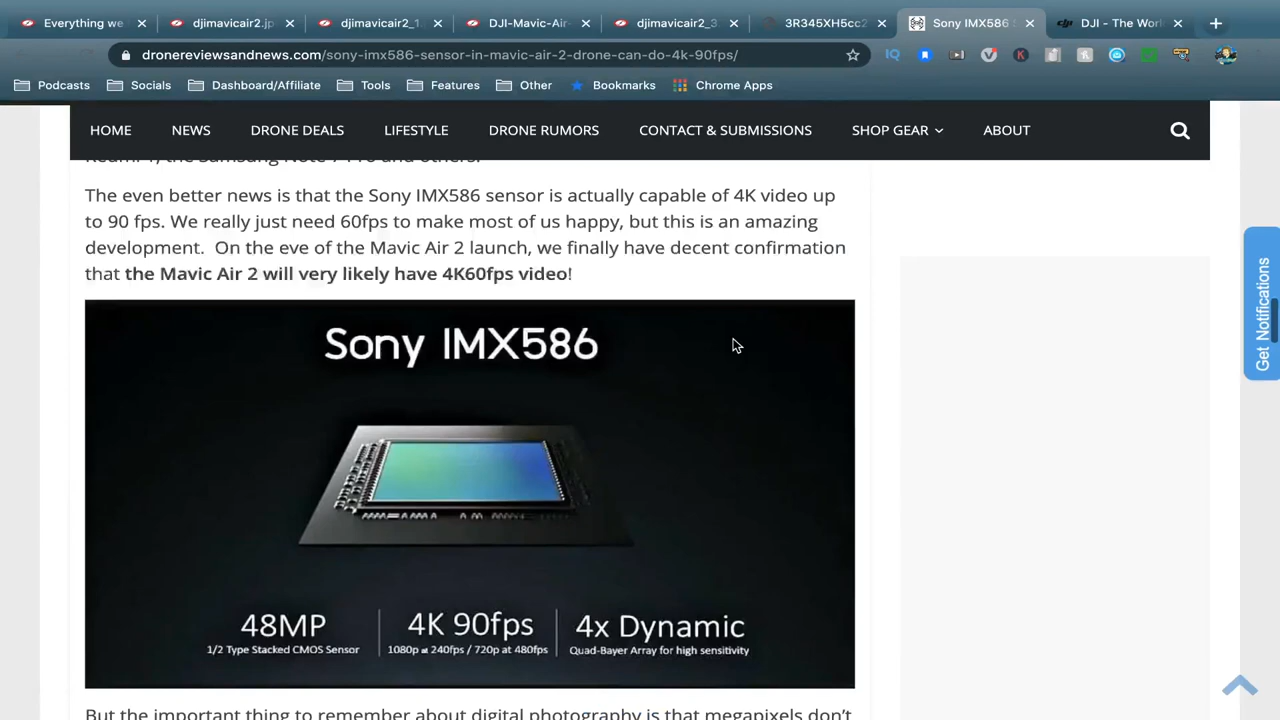 Everything we
djimavicair2.jp
djimavicair2_1.
DJI-Mavic-Air-
djimavicair2_3
3R345XH5cc2
Sony IMX586 S
DJI - The Worl
dronereviewsandnews.com/sony-imx586-sensor-in-mavic-air-2-drone-can-do-4k-90fps/
Podcasts
Socials
Dashboard/Affiliate
Tools
Features
Other
Bookmarks
Chrome Apps
HOME
NEWS
DRONE DEALS
LIFESTYLE
DRONE RUMORS
CONTACT & SUBMISSIONS
SHOP GEAR
ABOUT
The even better news is that the Sony IMX586 sensor is actually capable of 4K video up
to 90 fps. We really just need 60fps to make most of us happy, but this is an amazing
development. On the eve of the Mavic Air 2 launch, we finally have decent confirmation
that the Mavic Air 2 will very likely have 4K60fps video!
Get Notifications
Sony IMX586
48MP
1/2 Type Stacked CMOS Sensor
4K 90fps
1080p at 240fps / 720p at 480fps
4x Dynamic
Quad-Bayer Array for high sensitivity
But the important thing to remember about digital photography is that megapixels don't